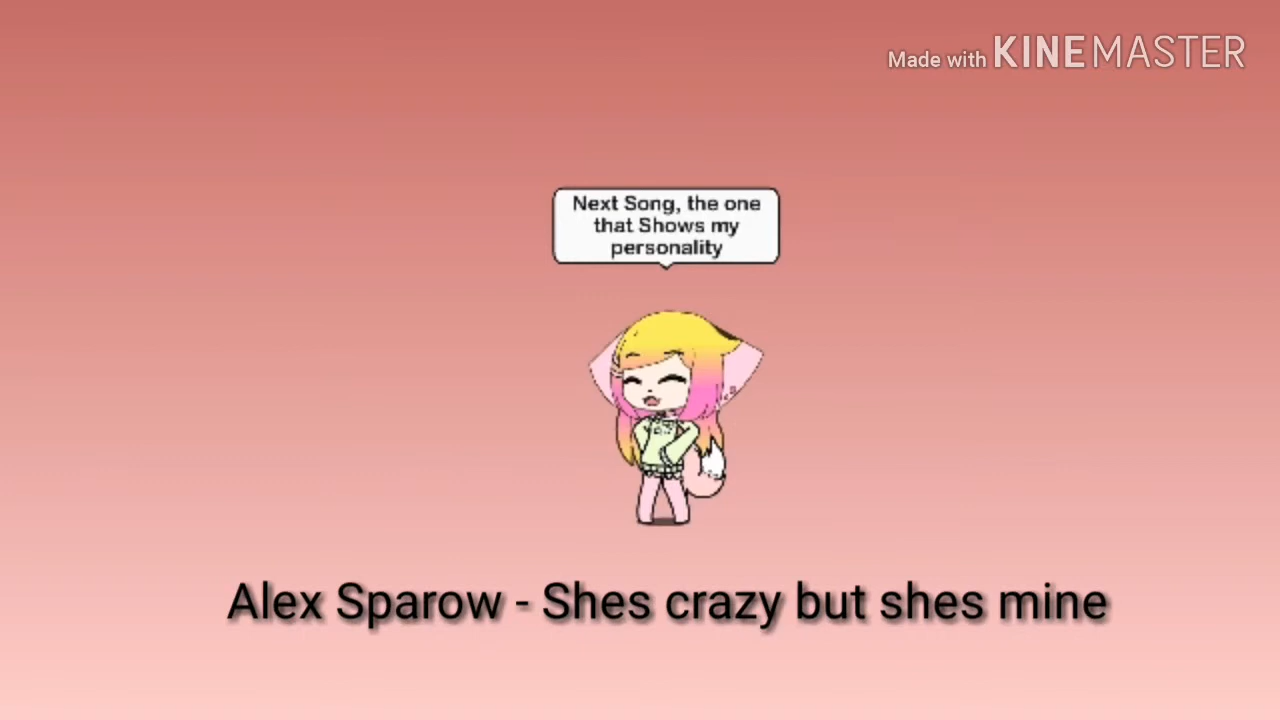 Made with KINEMASTER
Next Song, the one
that Shows my
personality
Alex Sparow - Shes crazy but shes mine